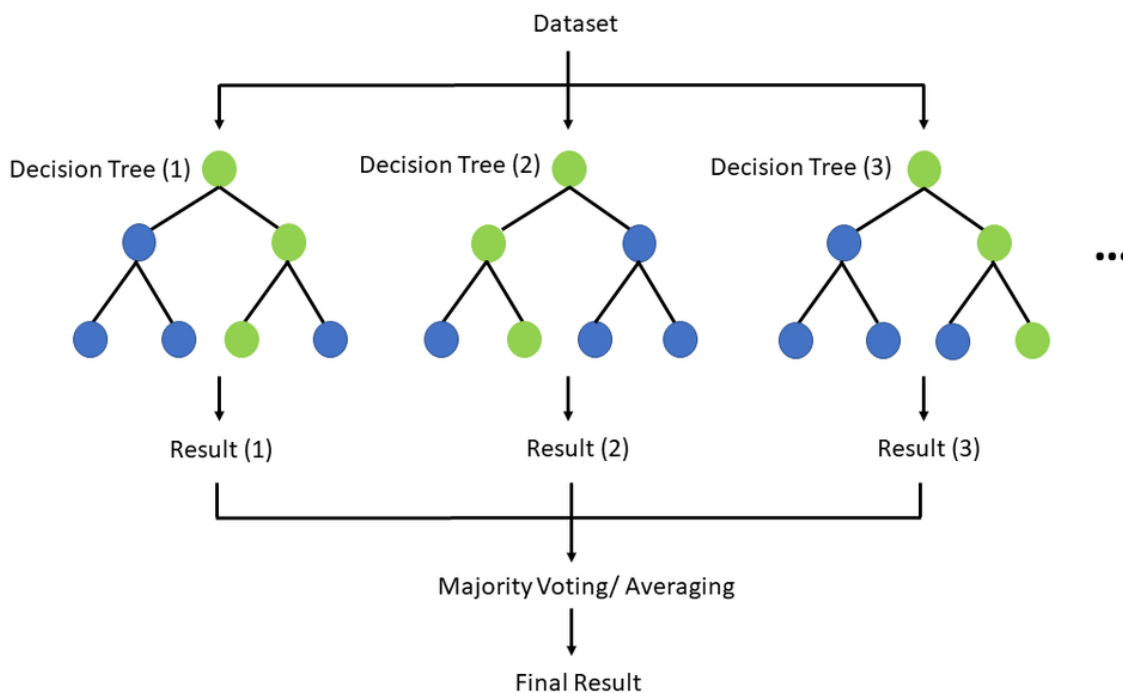 Dataset
Decision Tree (1)
Decision Tree (2)
Decision Tree (3)
...
Result (1)
Result (2)
Result (3)
Majority Voting/ Averaging
Final Result